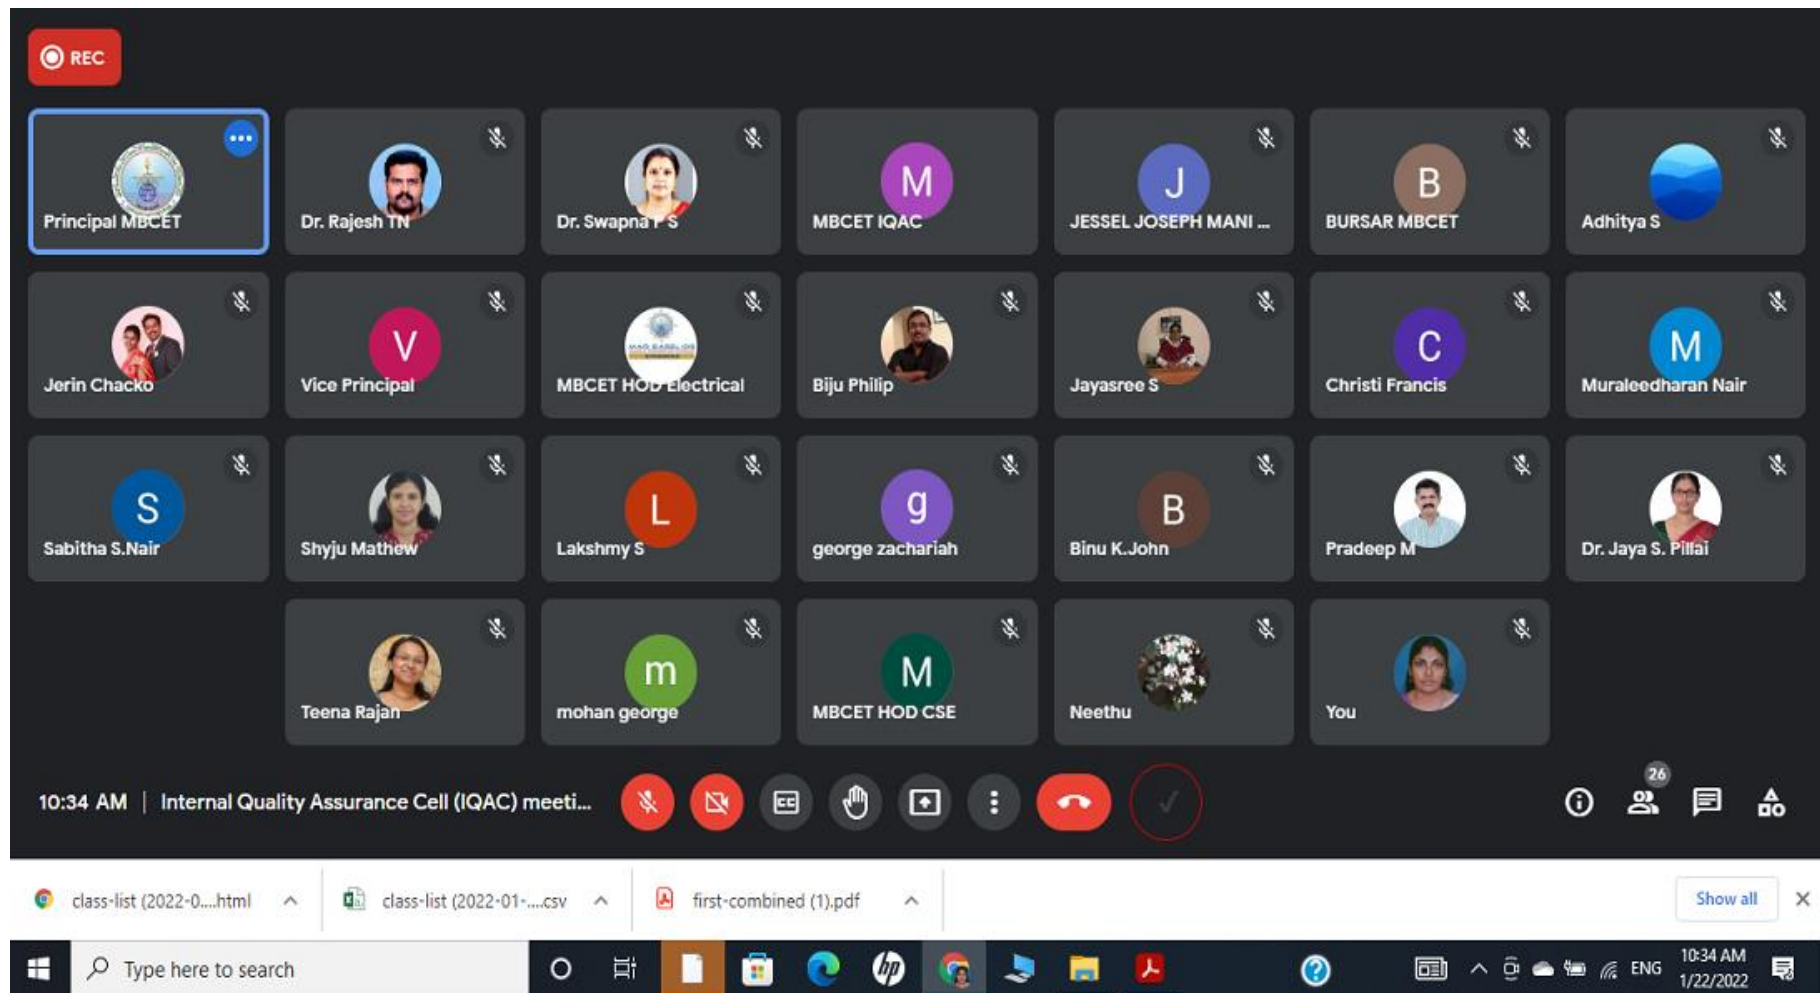 REC
Principal MBCET
Dr. Rajesh TN
Dr. Swapna P S
M
MBCET IQAC
J
JESSEL JOSEPH MANI ...
B
BURSAR MBCET
Adhitya S
Jerin Chacko
V
Vice Principal
MBCET HOD Electrical
Biju Philip
Jayasree S
C
Christi Francis
M
Muraleedharan Nair
S
Sabitha S.Nair
Shyju Mathew
L
Lakshmy S
g
george zachariah
B
Binu K.John
Pradeep M
Dr. Jaya S. Pillai
Teena Rajan
m
mohan george
M
MBCET HOD CSE
Neethu
You
10:34 AM | Internal Quality Assurance Cell (IQAC) meeti...
CC
26
class-list (2022-0....html
class-list (2022-01-....csv
first-combined (1).pdf
Show all
Type here to search
hp
ENG
10:34 AM
1/22/2022